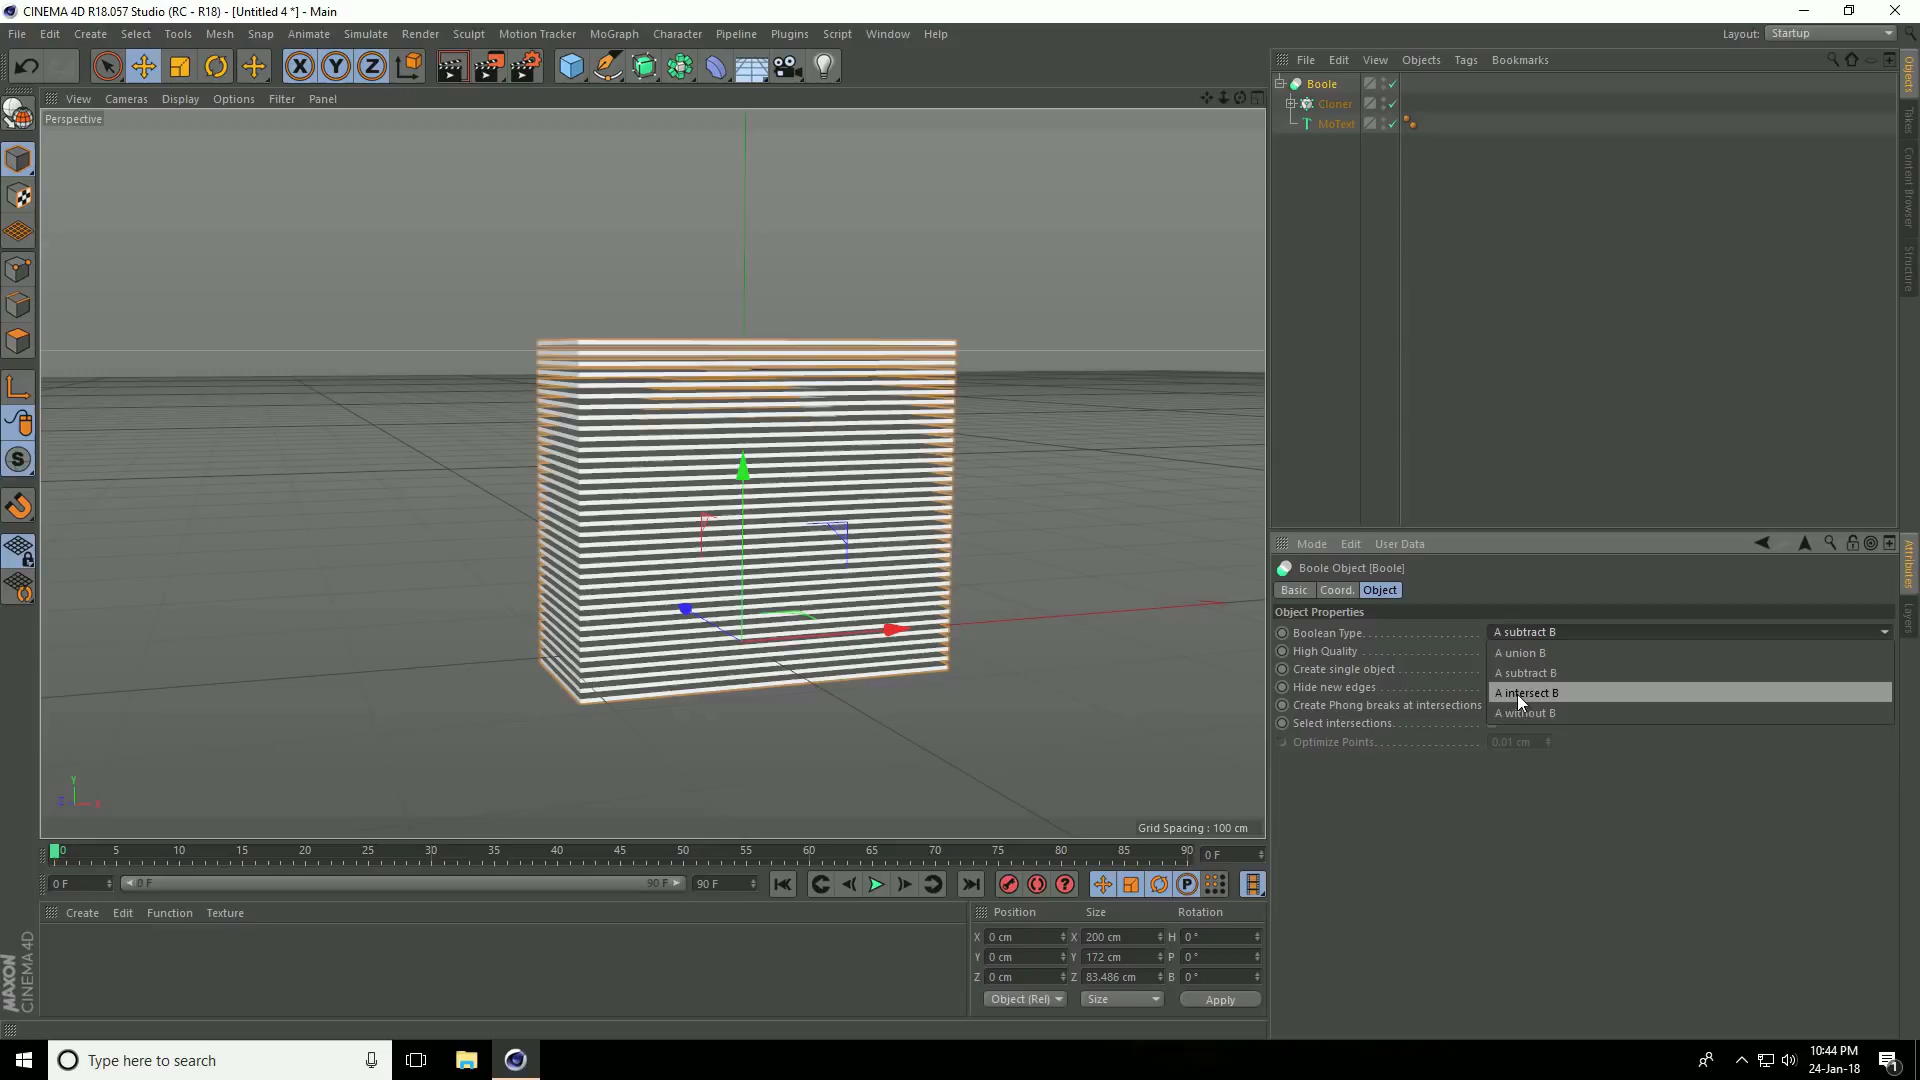 CINEMA 4D R18.057 Studio (RC - R18) - [Untitled 4 *] - Main
File Edit Create Select Tools Mesh Snap Animate Simulate Render Sculpt Motion Tracker MoGraph Character Pipeline Plugins Script Window Help
Layout: Startup
File Edit View Objects Tags Bookmarks
Boole
Cloner
MoText
View Cameras Display Options Filter Panel
Perspective
Grid Spacing : 100 cm
Y
Z X
Objects
Takes
Content Browser
Structure
Mode Edit User Data
Boole Object [Boole]
Basic Coord. Object
Object Properties
Boolean Type A subtract B
High Quality
Create single object
Hide new edges
Create Phong breaks at intersections
Select intersections
Optimize Points 0.01 cm
A union B
A subtract B
A intersect B
A without B
Attributes
Layers
0 5 10 15 20 25 30 35 40 45 50 55 60 65 70 75 80 85 90 0 F
0 F 0 F 90 F 90 F
Create Edit Function Texture
Position Size Rotation
X 0 cm X 200 cm H 0 °
Y 0 cm Y 172 cm P 0 °
Z 0 cm Z 83.486 cm B 0 °
Object (Rel) Size Apply
MAXON
CINEMA 4D
Type here to search
10:44 PM
24-Jan-18
1